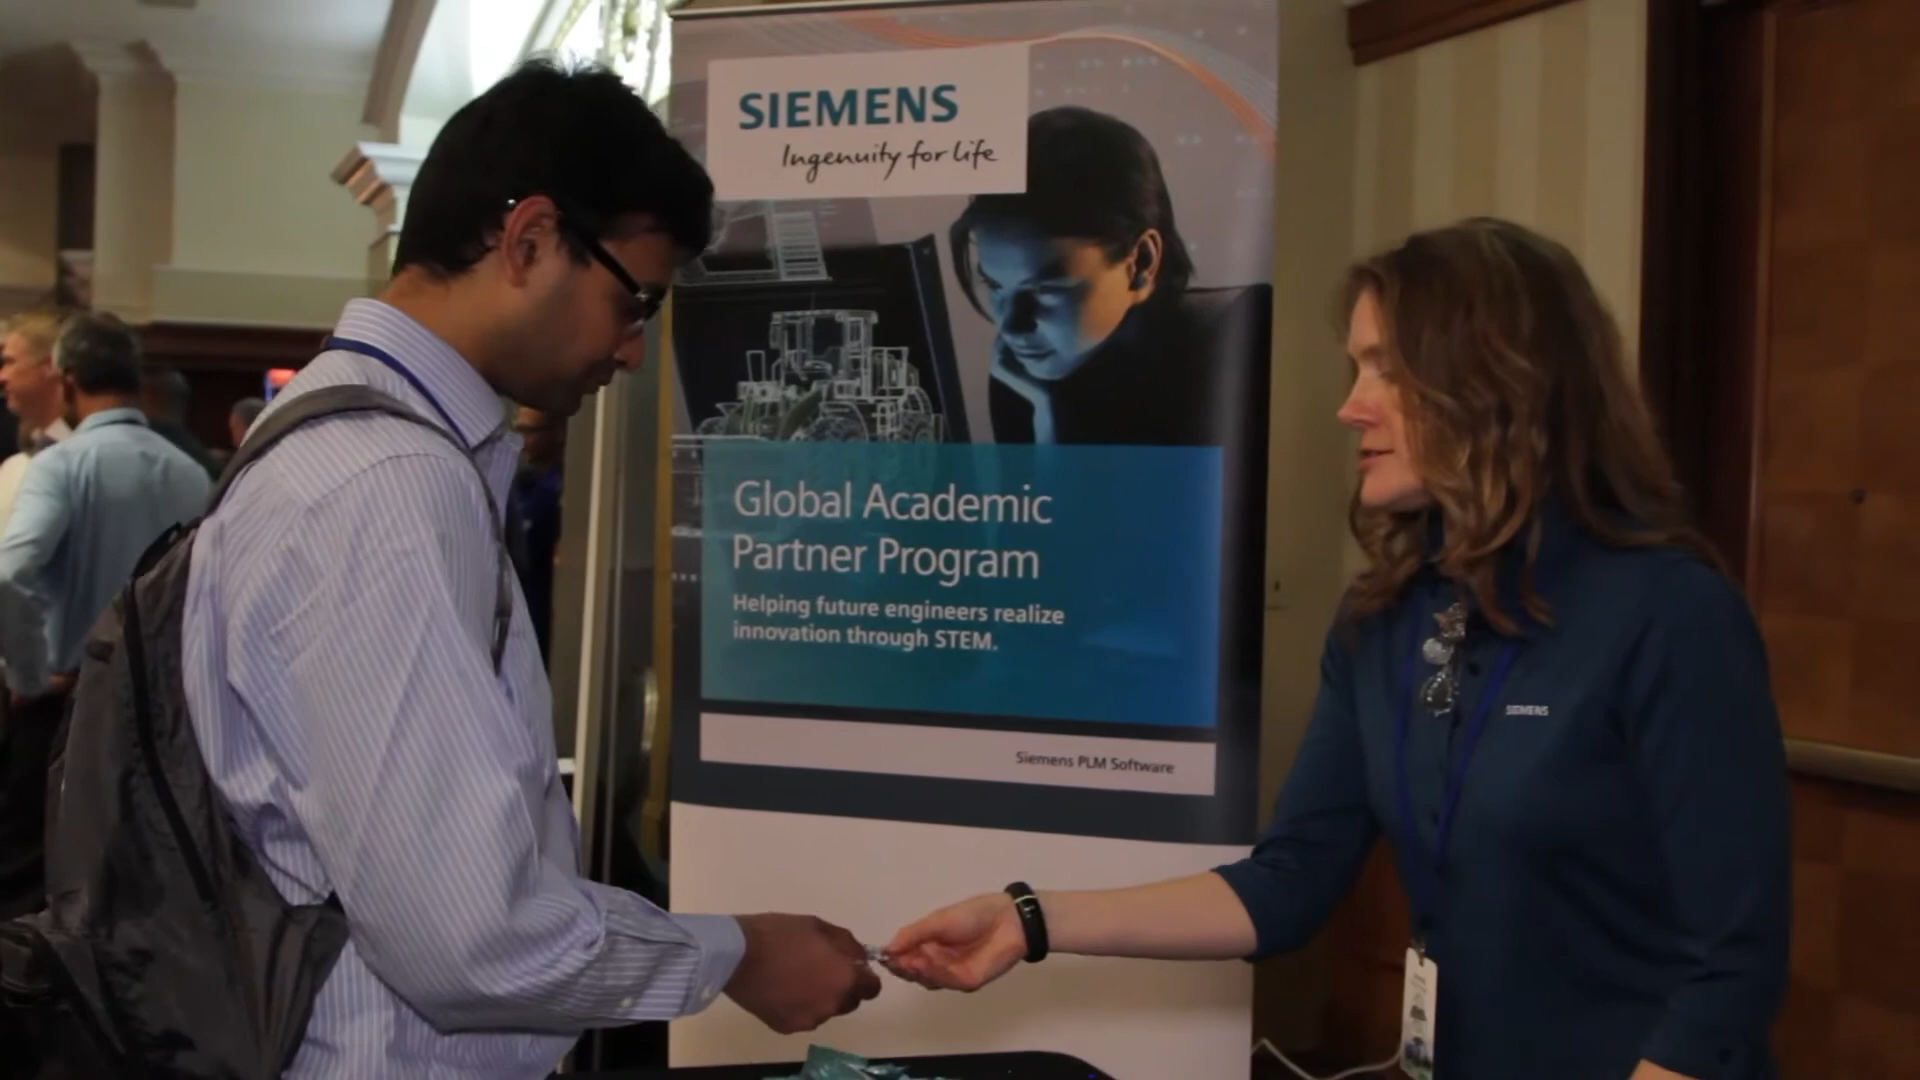 SIEMENS
Ingenuity for life
Global Academic
Partner Program
Helping future engineers realize
innovation through STEM.
Siemens PLM Software
SIEMENS